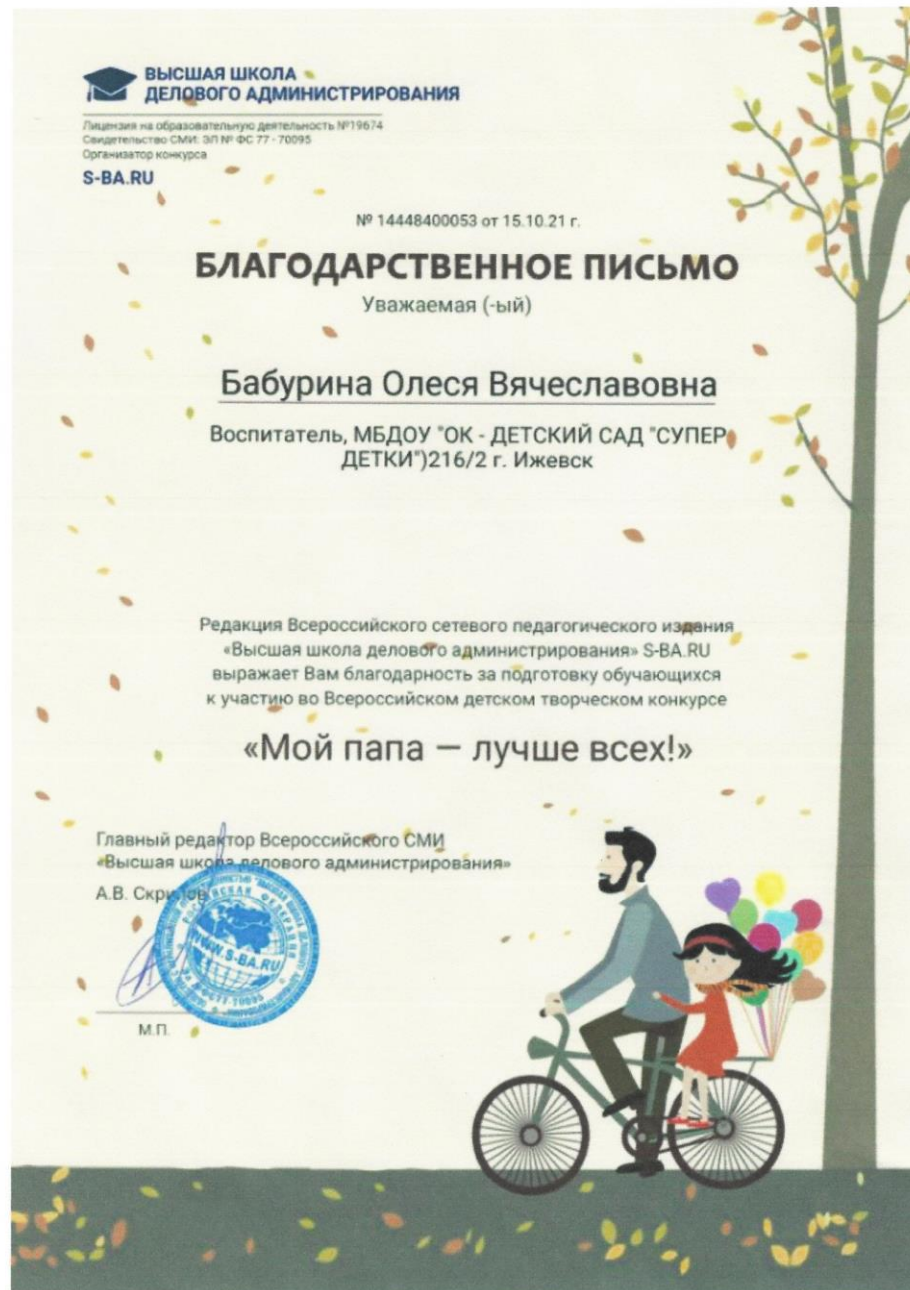 ВЫСШАЯ ШКОЛА
ДЕЛОВОГО АДМИНИСТРИРОВАНИЯ
Лицензия на образовательную деятельность №19674
Свидетельство СМИ: ЭЛ № ФС 77 - 70095
Организатор конкурса
S-BA.RU
№ 14448400053 от 15.10.21 г.
БЛАГОДАРСТВЕННОЕ ПИСЬМО
Уважаемая (-ый)
Бабурина Олеся Вячеславовна
Воспитатель, МБДОУ "ОК - ДЕТСКИЙ САД "СУПЕР
ДЕТКИ")216/2 г. Ижевск
Редакция Всероссийского сетевого педагогического издания
«Высшая школа делового администрирования» S-BA.RU
выражает Вам благодарность за подготовку обучающихся
к участию во Всероссийском детском творческом конкурсе
«Мой папа — лучше всех!»
Главный редактор Всероссийского СМИ
«Высшая школа делового администрирования»
А.В.
РОССИЙСКАЯ ФЕДЕРАЦИЯ
WWW.S-BA.RU
М.П.